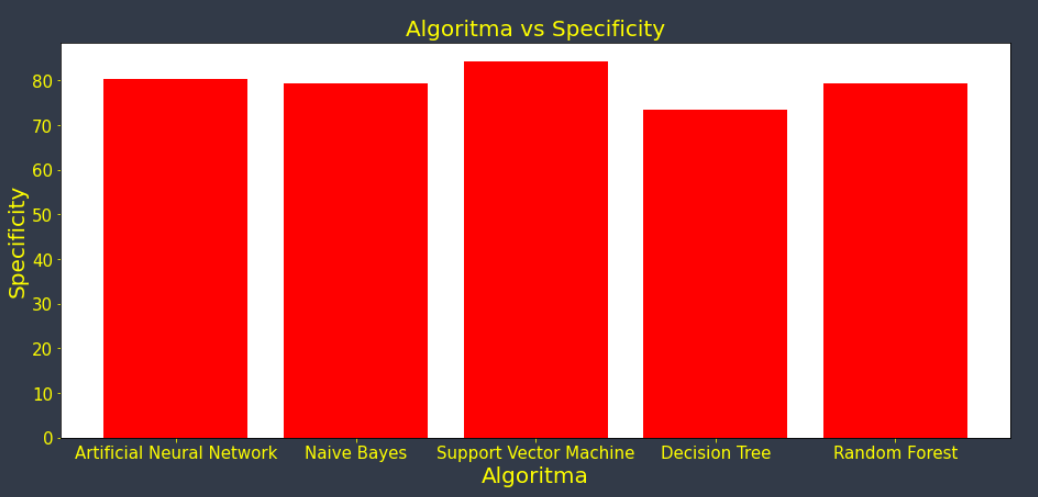 Algoritma vs Specificity
Specificity
80
70
60
50
40
30
20
10
0
Artificial Neural Network Naive Bayes Support Vector Machine Decision Tree Random Forest
Algoritma